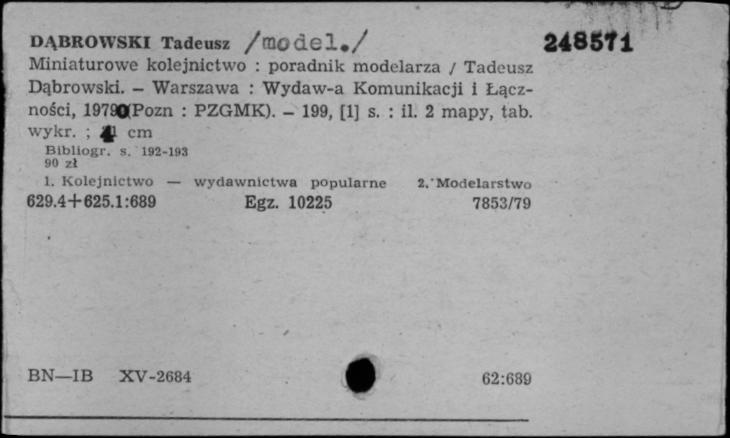 DĄBROWSKI Tadeusz /model./ 248571
Miniaturowe kolejnictwo : poradnik modelarza / Tadeusz
Dąbrowski. — Warszawa : Wydaw-a Komunikacji i Łącz-
ności, 1979 (Pozn : PZGMK). — 199, [1] s. : il. 2 mapy, tab.
wykr. ; cm
Bibliogr. s. 192-193
90 zł
1. Kolejnictwo — wydawnictwa popularne 2. Modelarstwo
629.4+625.1:689 Egz. 10225 7853/79
BN—IB XV-2684 62:689